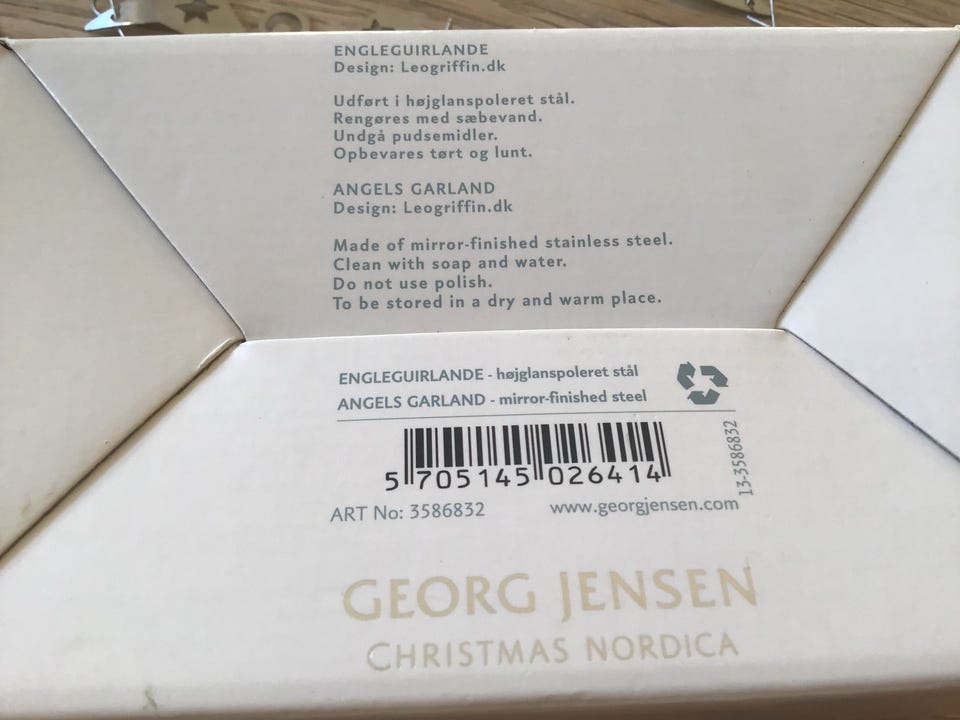 ENGLEGUIRLANDE
Design: Leogriffin.dk
Udført i højglanspoleret stål.
Rengøres med sæbevand.
Undgå pudsemidler.
Opbevares tørt og lunt.
ANGELS GARLAND
Design: Leogriffin.dk
Made of mirror-finished stainless steel.
Clean with soap and water.
Do not use polish.
To be stored in a dry and warm place.
ENGLEGUIRLANDE - højglanspoleret stål
ANGELS GARLAND - mirror-finished steel
5 705145 026414
13-3586832
ART No: 3586832 www.georgjensen.com
GEORG JENSEN
CHRISTMAS NORDICA